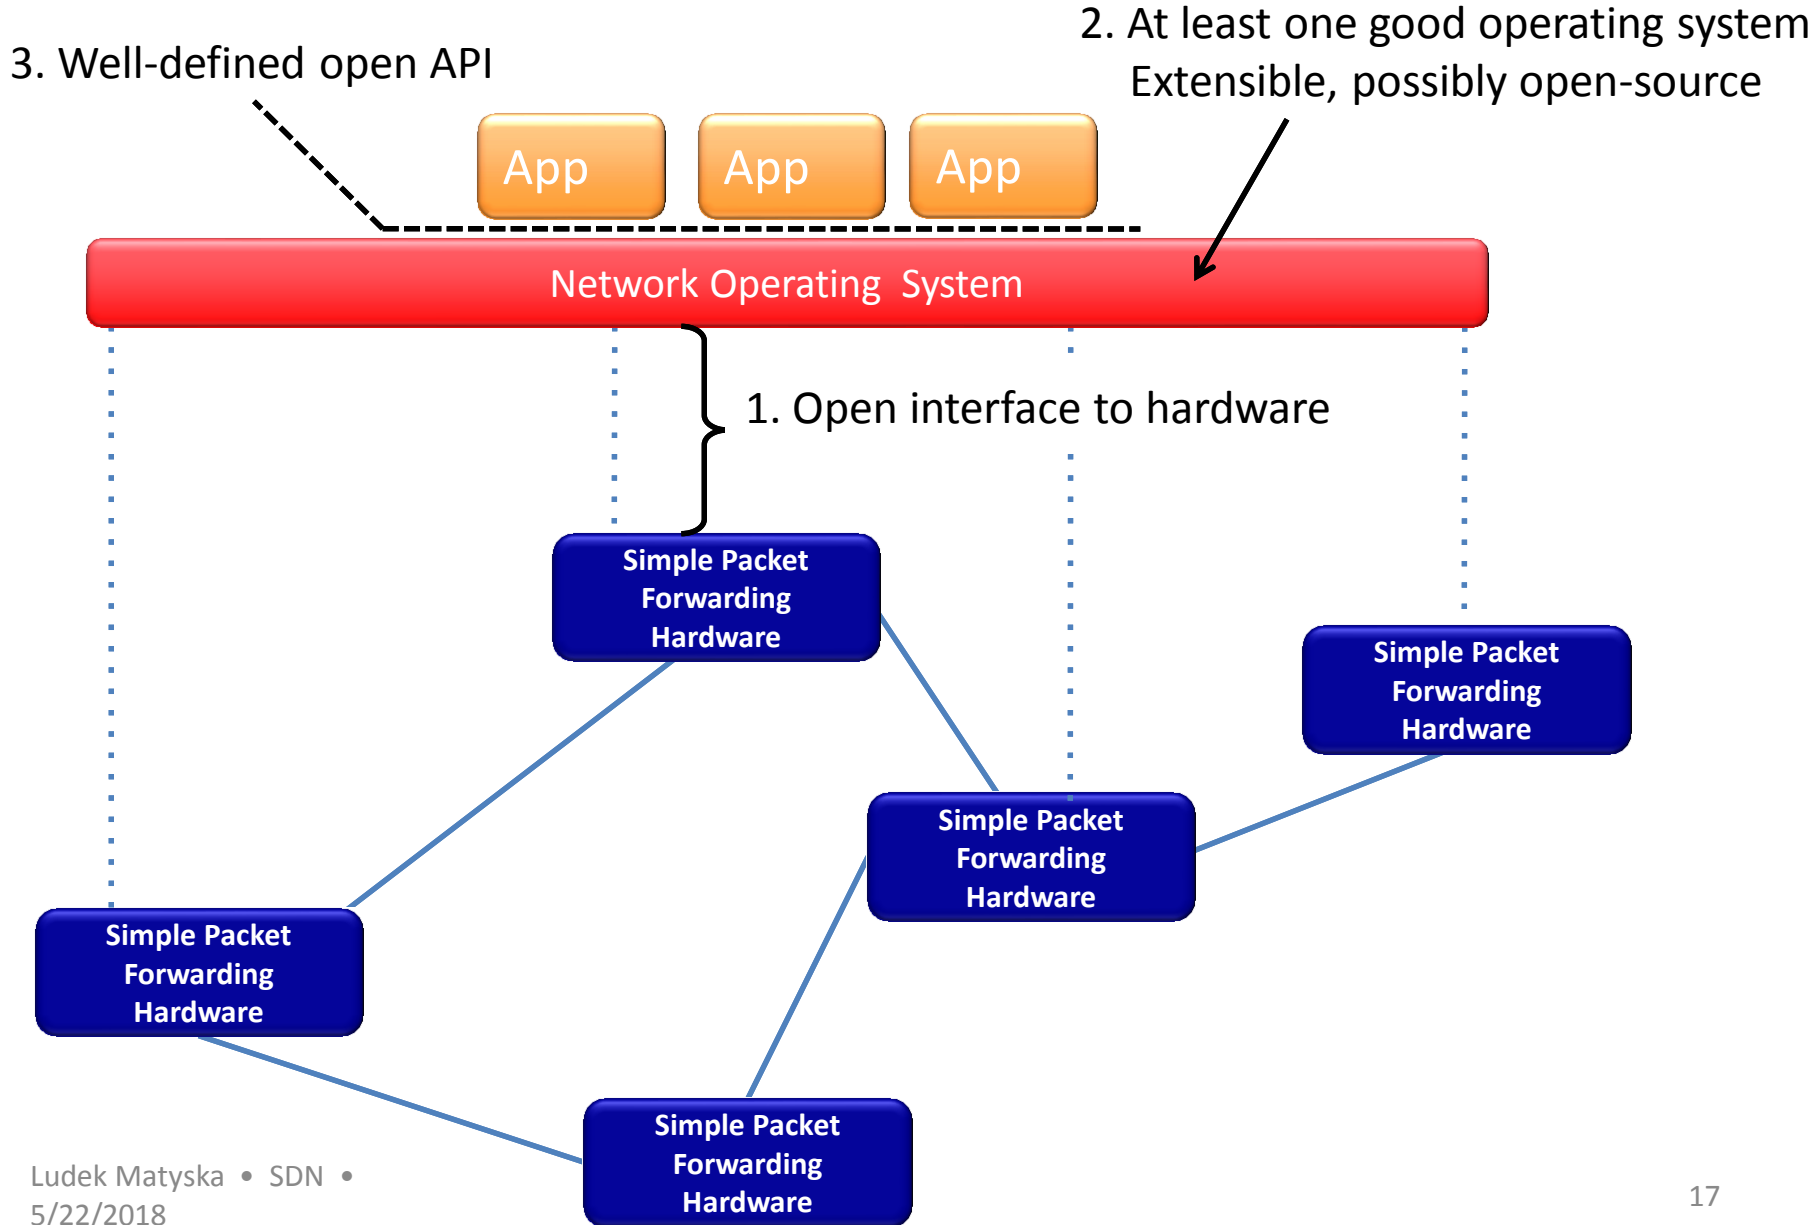 2. At least one good operating system
Extensible, possibly open-source
3. Well-defined open API
App
App
App
Network Operating System
1. Open interface to hardware
Simple Packet
Forwarding
Hardware
Simple Packet
Forwarding
Hardware
Simple Packet
Forwarding
Hardware
Simple Packet
Forwarding
Hardware
Simple Packet
Forwarding
Hardware
Ludek Matyska • SDN •
5/22/2018
17